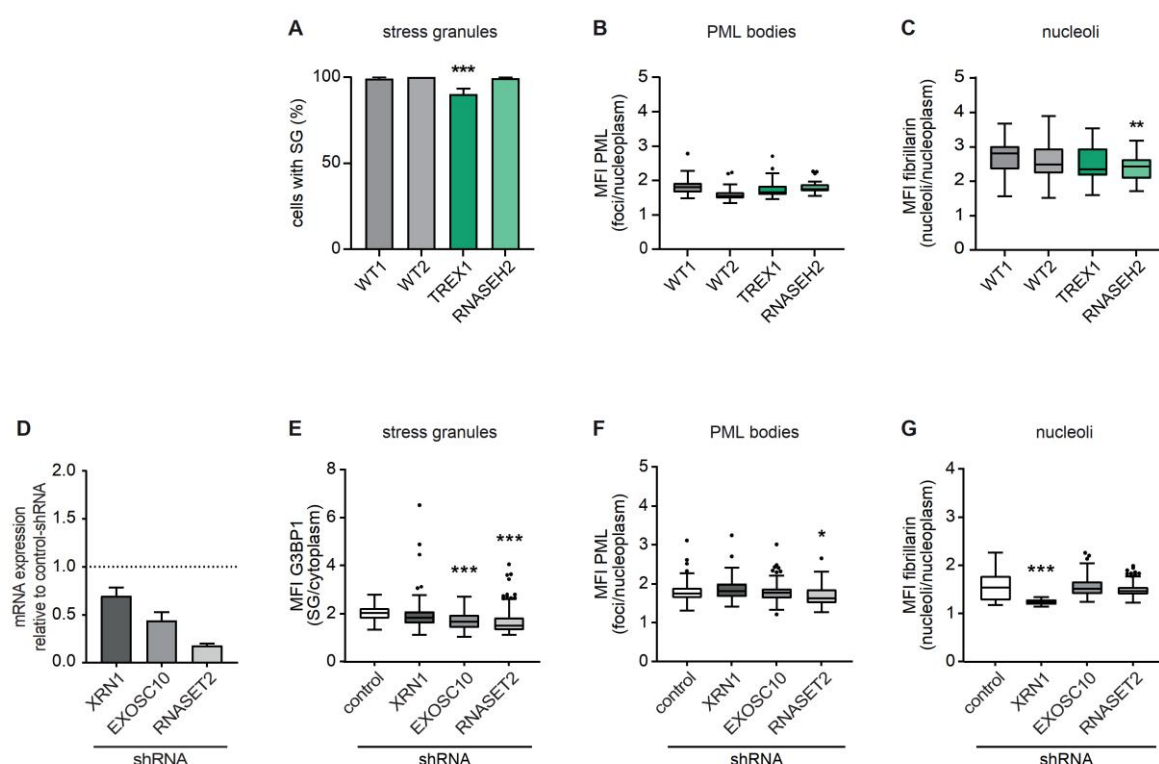 A stress granules
cells with SG (%)
100
50
0
***
WT1
WT2
TREX1
RNASEH2
B PML bodies
MFI PML
(foci/nucleoplasm)
5
4
3
2
1
0
WT1
WT2
TREX1
RNASEH2
C nucleoli
MFI fibrillarin
(nucleoli/nucleoplasm)
5
4
3
2
1
0
**
WT1
WT2
TREX1
RNASEH2
D
mRNA expression
relative to control-shRNA
2.0
1.5
1.0
0.5
0.0
XRN1
EXOSC10
RNASET2
shRNA
E stress granules
MFI G3BP1
(SG/cytoplasm)
8
6
4
2
0
***
***
control
XRN1
EXOSC10
RNASET2
shRNA
F PML bodies
MFI PML
(foci/nucleoplasm)
5
4
3
2
1
0
*
control
XRN1
EXOSC10
RNASET2
shRNA
G nucleoli
MFI fibrillarin
(nucleoli/nucleoplasm)
4
3
2
1
0
***
control
XRN1
EXOSC10
RNASET2
shRNA